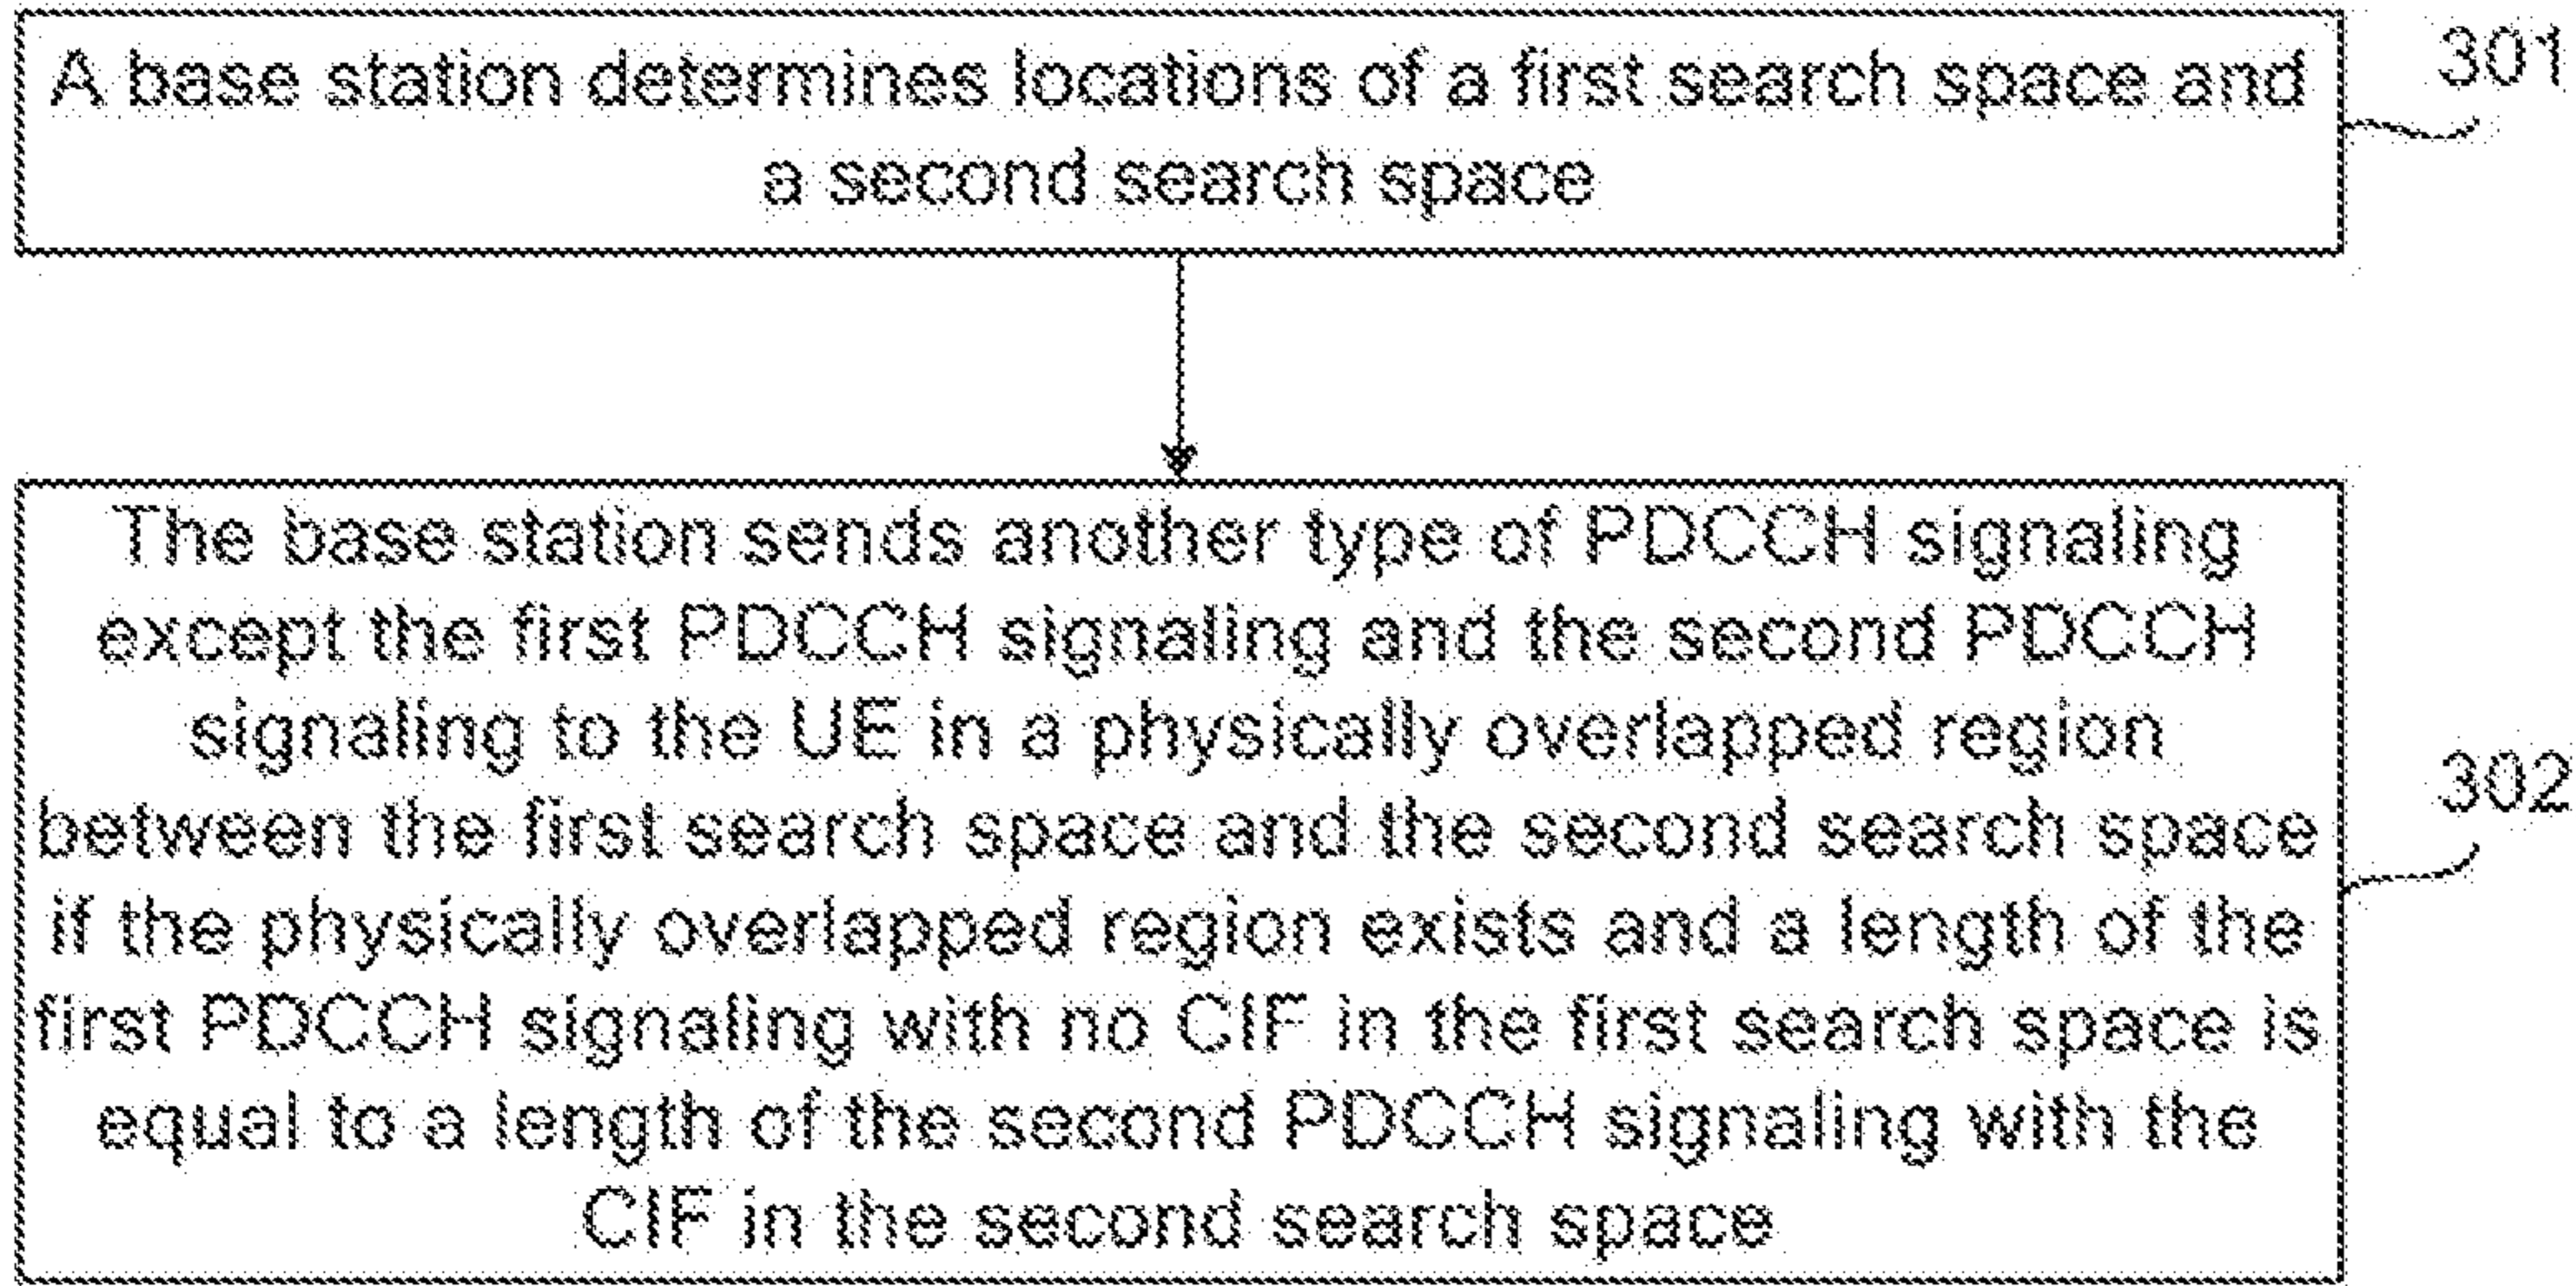 A base station determines locations of a first search space and
a second search space
301
The base station sends another type of PDCCH signaling
except the first PDCCH signaling and the second PDCCH
signaling to the UE in a physically overlapped region
between the first search space and the second search space
if the physically overlapped region exists and a length of the
first PDCCH signaling with no CIF in the first search space is
equal to a length of the second PDCCH signaling with the
CIF in the second search space
302